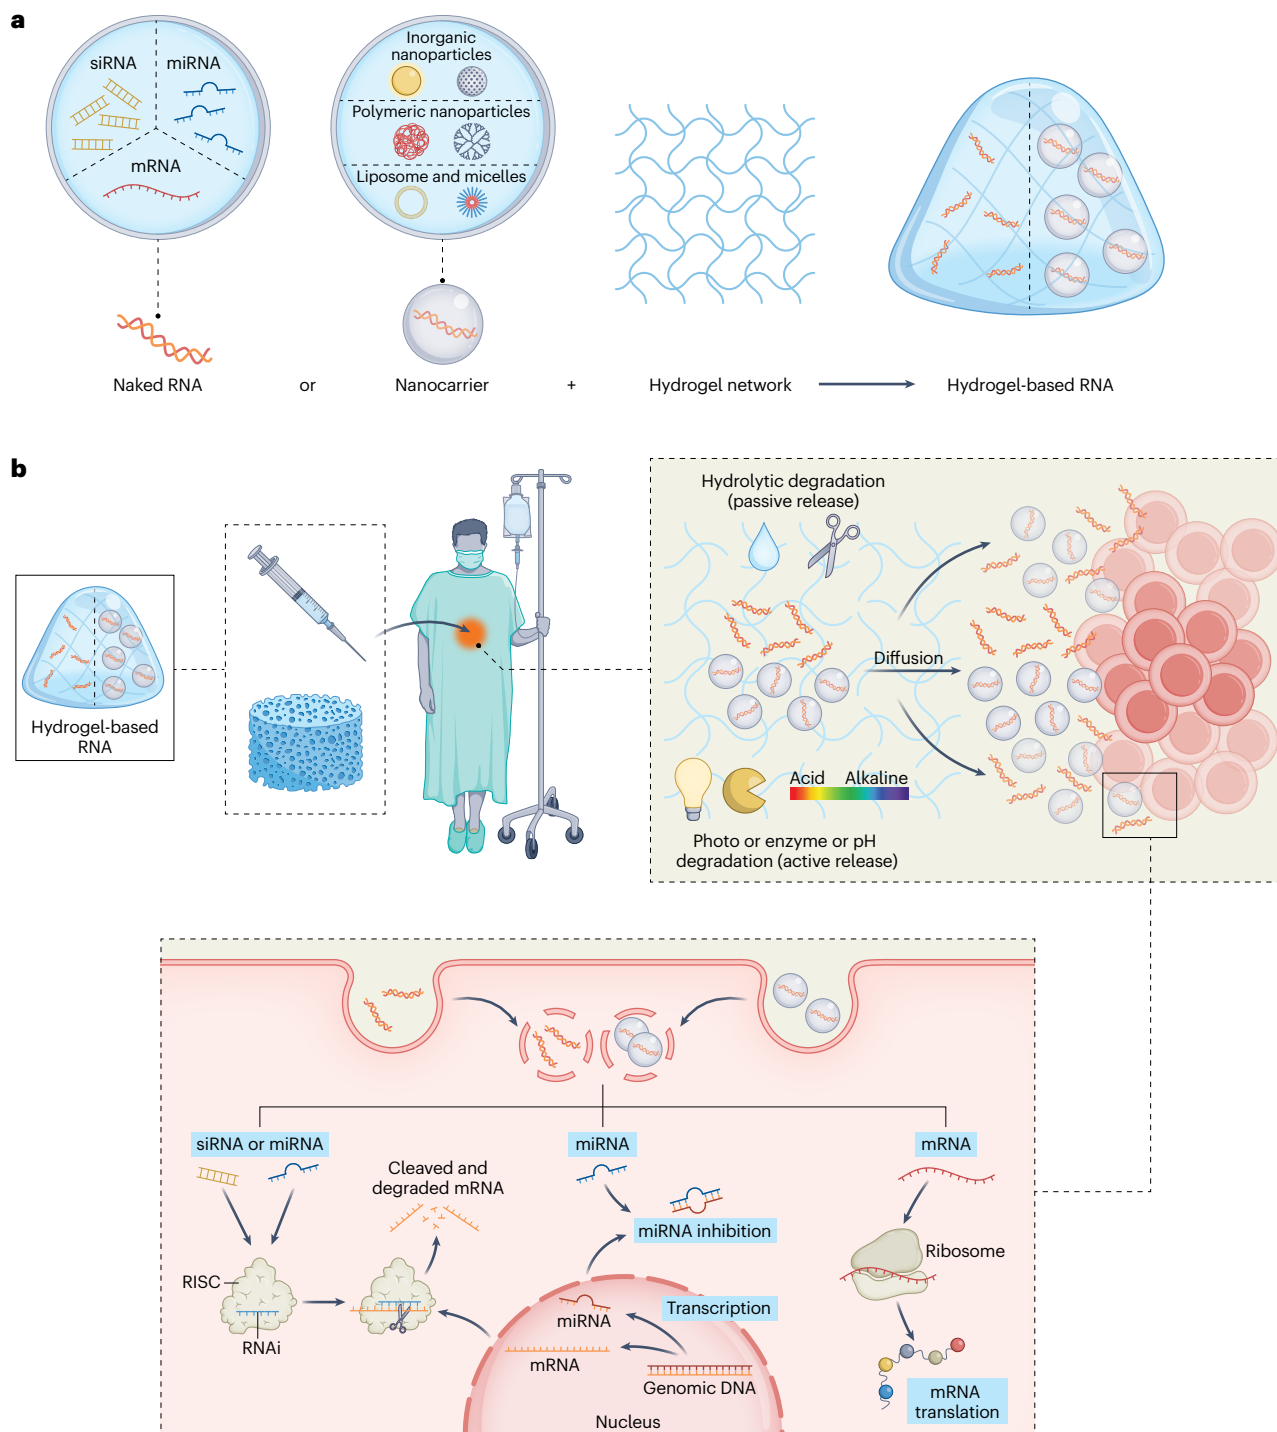 a
siRNA
miRNA
mRNA
Inorganic
nanoparticles
Polymeric nanoparticles
Liposome and micelles
Naked RNA
or
Nanocarrier
+
Hydrogel network
Hydrogel-based RNA
b
Hydrogel-based
RNA
Hydrolytic degradation
(passive release)
Diffusion
Acid
Alkaline
Photo or enzyme or pH
degradation (active release)
siRNA or miRNA
miRNA
mRNA
Cleaved and
degraded mRNA
miRNA inhibition
RISC
RNAi
Ribosome
Transcription
miRNA
mRNA
Genomic DNA
Nucleus
mRNA
translation